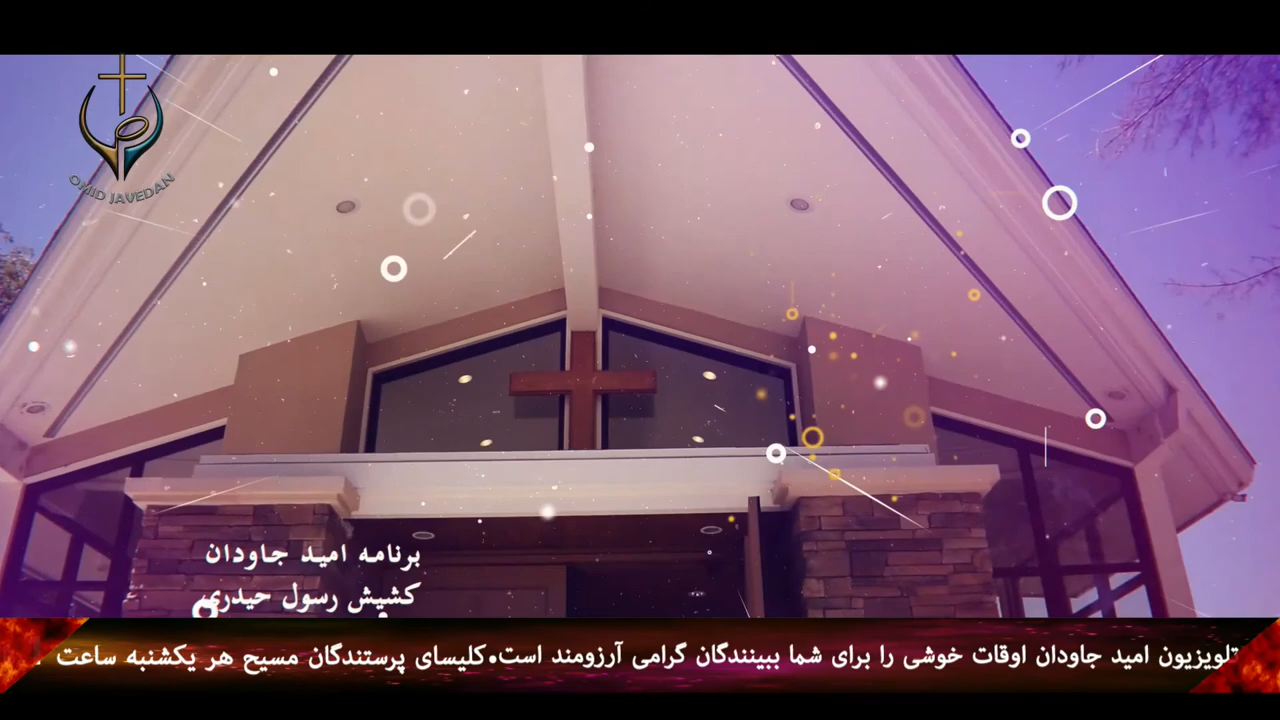 OMID JAVEDAN
برنامه امید جاودان
کشیش رسول حیدری
تلویزیون امید جاودان اوقات خوشی را برای شما بینندگان گرامی آرزومند است.کلیسای پرستندگان مسیح هر یکشنبه ساعت